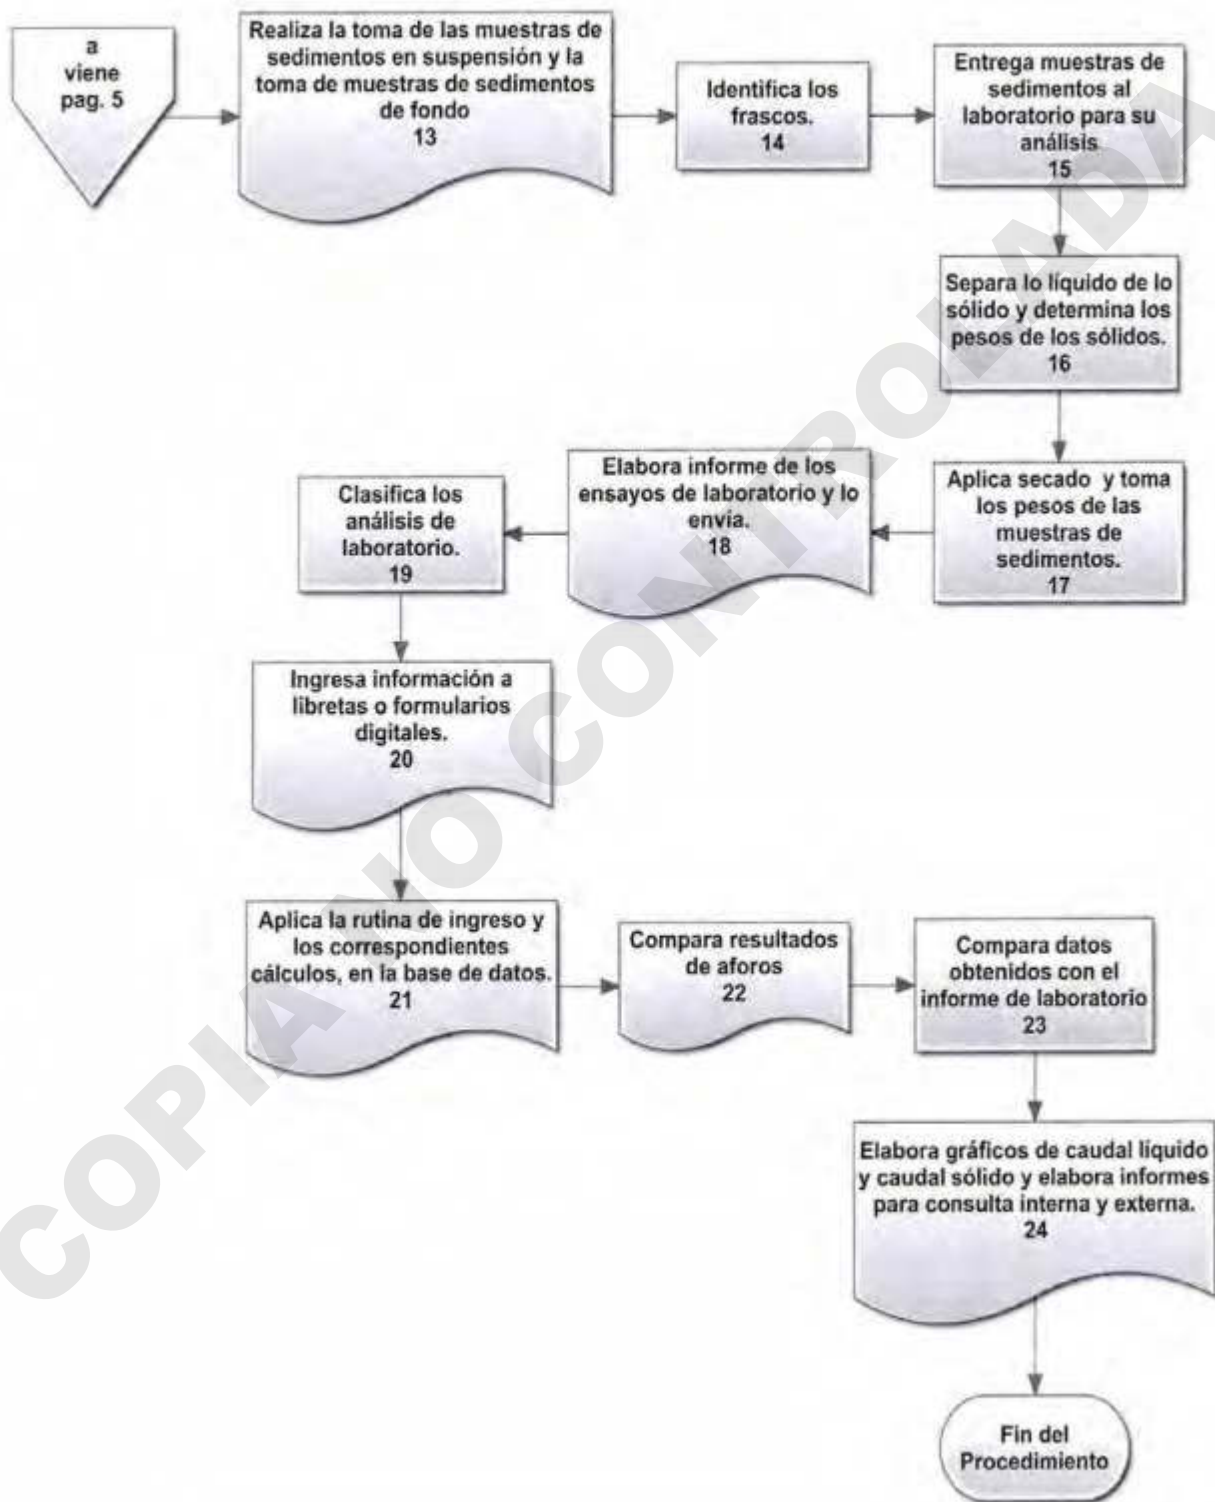 a
viene
pag. 5
Realiza la toma de las muestras de
sedimentos en suspensión y la
toma de muestras de sedimentos
de fondo
13
Identifica los
frascos.
14
Entrega muestras de
sedimentos al
laboratorio para su
análisis
15
Separa lo líquido de lo
sólido y determina los
pesos de los sólidos.
16
Aplica secado y toma
los pesos de las
muestras de
sedimentos.
17
Elabora informe de los
ensayos de laboratorio y lo
envía.
18
Clasifica los
análisis de
laboratorio.
19
Ingresa información a
libretas o formularios
digitales.
20
Aplica la rutina de ingreso y
los correspondientes
cálculos, en la base de datos.
21
Compara resultados
de aforos
22
Compara datos
obtenidos con el
informe de laboratorio
23
Elabora gráficos de caudal líquido
y caudal sólido y elabora informes
para consulta interna y externa.
24
Fin del
Procedimiento
COPIA NO CONTROLADA